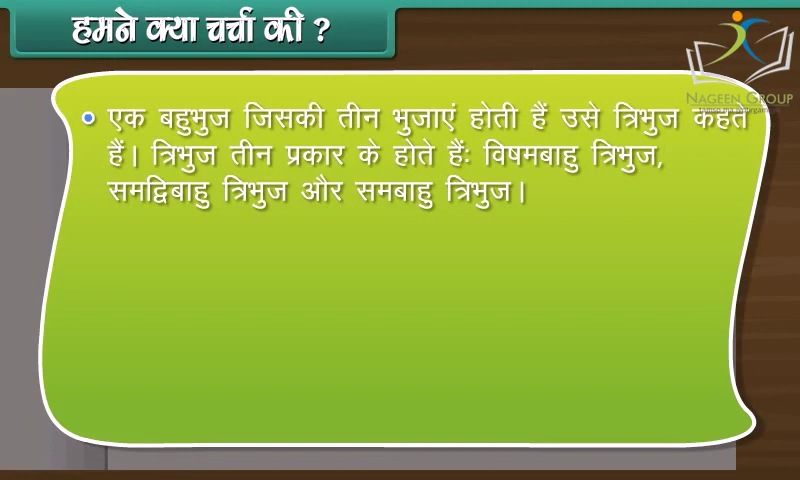 हमने क्या चर्चा की ?
NAGEEN GROUP
एक बहुभुज जिसकी तीन भुजाएं होती हैं उसे त्रिभुज कहते
हैं। त्रिभुज तीन प्रकार के होते हैंः विषमबाहु त्रिभुज,
समद्विबाहु त्रिभुज और समबाहु त्रिभुज।